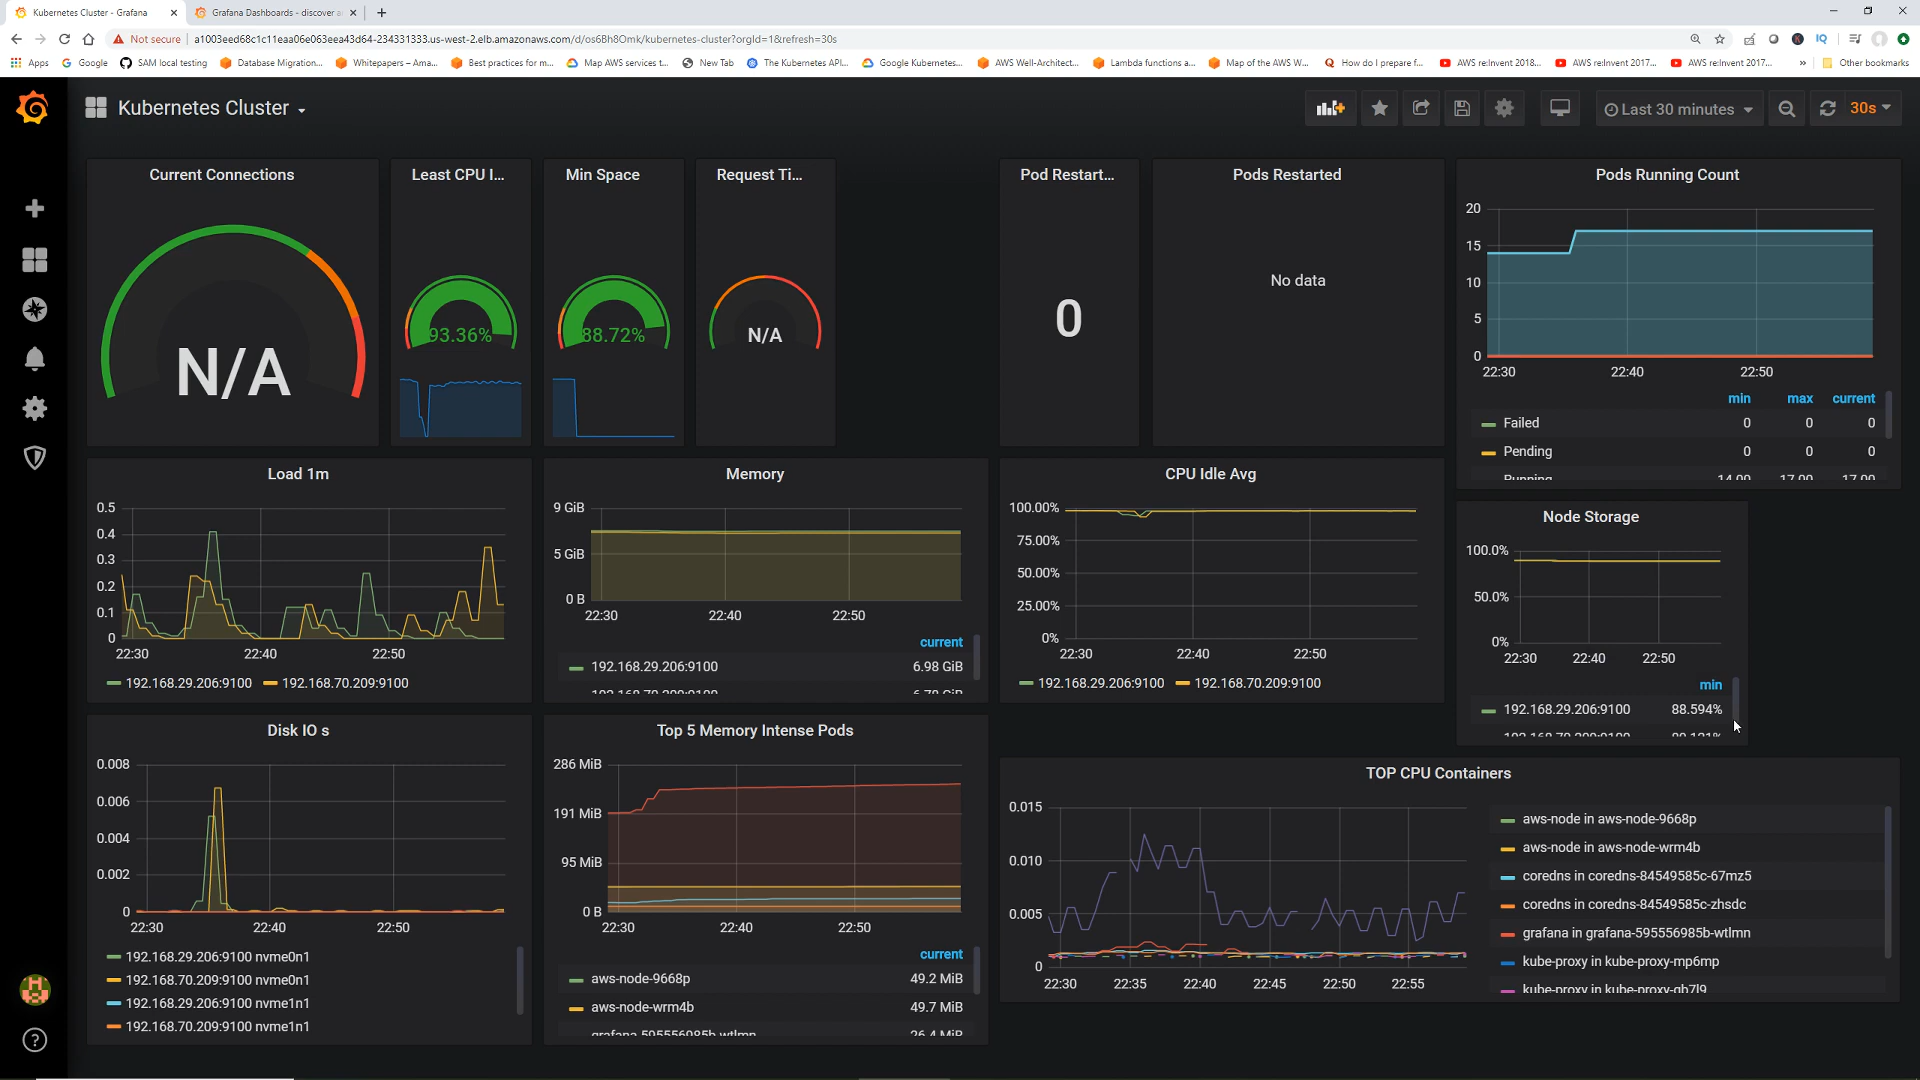 Kubernetes Cluster - Grafana
Grafana Dashboards - discover a
Not secure
a1003eed68c1c11eaa06e063eea43d64-234331333.us-west-2.elb.amazonaws.com/d/os6Bh8Omk/kubernetes-cluster?orgId=1&refresh=30s
Apps Google SAM local testing Database Migration... Whitepapers – Ama... Best practices for m... Map AWS services t... New Tab The Kubernetes API... Google Kubernetes... AWS Well-Architect... Lambda functions a... Map of the AWS W... How do I prepare f... AWS re:Invent 2018... AWS re:Invent 2017... AWS re:Invent 2017... » Other bookmarks
Kubernetes Cluster
Last 30 minutes
30s
Current Connections
N/A
Least CPU I...
93.36%
Min Space
88.72%
Request Ti...
N/A
Pod Restart...
0
Pods Restarted
No data
Pods Running Count
20
15
10
5
0
22:30 22:40 22:50
min max current
Failed 0 0 0
Pending 0 0 0
Running 14.00 17.00 17.00
Load 1m
0.5
0.4
0.3
0.2
0.1
0
22:30 22:40 22:50
192.168.29.206:9100 192.168.70.209:9100
Memory
9 GiB
5 GiB
0 B
22:30 22:40 22:50
current
192.168.29.206:9100 6.98 GiB
192.168.70.209:9100 6.78 GiB
CPU Idle Avg
100.00%
75.00%
50.00%
25.00%
0%
22:30 22:40 22:50
192.168.29.206:9100 192.168.70.209:9100
Node Storage
100.0%
50.0%
0%
22:30 22:40 22:50
min
192.168.29.206:9100 88.594%
192.168.70.209:9100
Disk IO s
0.008
0.006
0.004
0.002
0
22:30 22:40 22:50
192.168.29.206:9100 nvme0n1
192.168.70.209:9100 nvme0n1
192.168.29.206:9100 nvme1n1
192.168.70.209:9100 nvme1n1
Top 5 Memory Intense Pods
286 MiB
191 MiB
95 MiB
0 B
22:30 22:40 22:50
current
aws-node-9668p 49.2 MiB
aws-node-wrm4b 49.7 MiB
grafana-595556985b-wtlmn 26.4 MiB
TOP CPU Containers
0.015
0.010
0.005
0
22:30 22:35 22:40 22:45 22:50 22:55
aws-node in aws-node-9668p
aws-node in aws-node-wrm4b
coredns in coredns-84549585c-67mz5
coredns in coredns-84549585c-zhsdc
grafana in grafana-595556985b-wtlmn
kube-proxy in kube-proxy-mp6mp
kube-proxy in kube-proxy-qb7l9